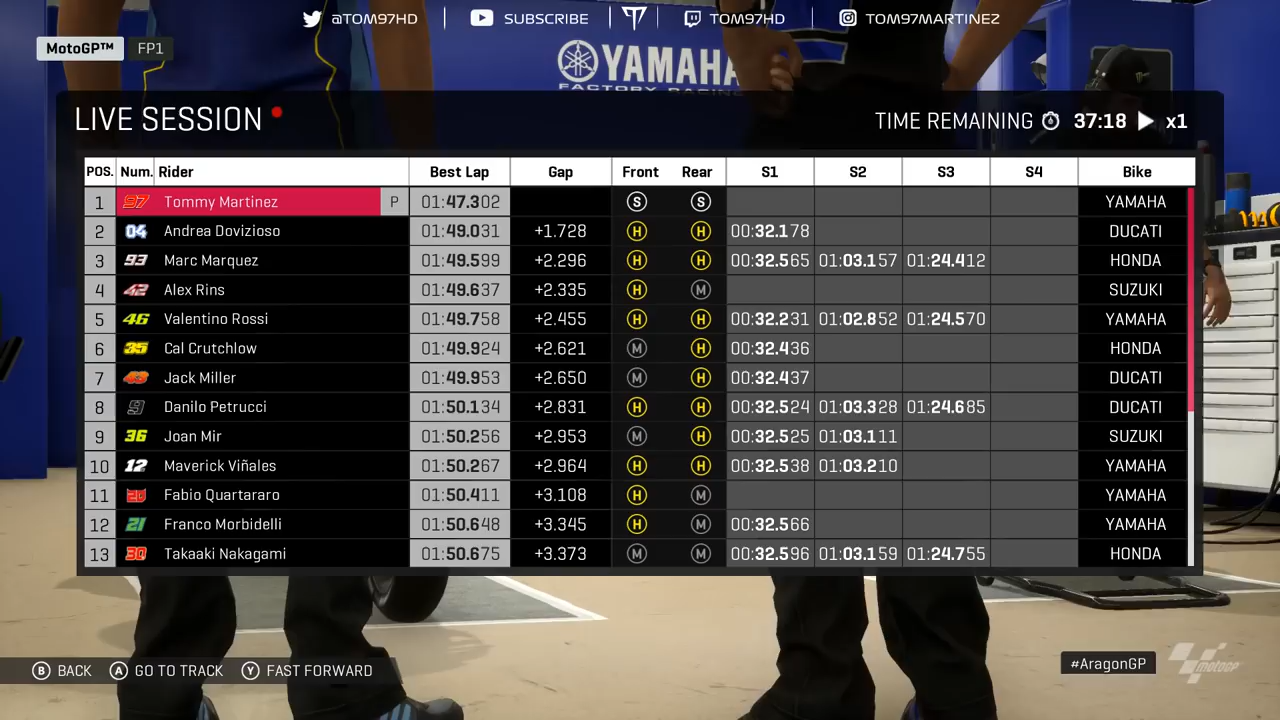 @TOM97HD SUBSCRIBE TOM97HD TOM97MARTINEZ
MotoGP™ FP1
YAMAHA
FACTORY RACING
LIVE SESSION TIME REMAINING 37:18 x1
POS. Num. Rider Best Lap Gap Front Rear S1 S2 S3 S4 Bike
1 97 Tommy Martinez P 01:47.302 S S YAMAHA
2 04 Andrea Dovizioso 01:49.031 +1.728 H H 00:32.178 DUCATI
3 93 Marc Marquez 01:49.599 +2.296 H H 00:32.565 01:03.157 01:24.412 HONDA
4 42 Alex Rins 01:49.637 +2.335 H M SUZUKI
5 46 Valentino Rossi 01:49.758 +2.455 H H 00:32.231 01:02.852 01:24.570 YAMAHA
6 35 Cal Crutchlow 01:49.924 +2.621 M H 00:32.436 HONDA
7 43 Jack Miller 01:49.953 +2.650 M H 00:32.437 DUCATI
8 9 Danilo Petrucci 01:50.134 +2.831 H H 00:32.524 01:03.328 01:24.685 DUCATI
9 36 Joan Mir 01:50.256 +2.953 M H 00:32.525 01:03.111 SUZUKI
10 12 Maverick Viñales 01:50.267 +2.964 H H 00:32.538 01:03.210 YAMAHA
11 20 Fabio Quartararo 01:50.411 +3.108 H M YAMAHA
12 21 Franco Morbidelli 01:50.648 +3.345 H M 00:32.566 YAMAHA
13 30 Takaaki Nakagami 01:50.675 +3.373 M M 00:32.596 01:03.159 01:24.755 HONDA
B BACK A GO TO TRACK Y FAST FORWARD
#AragonGP motoGP